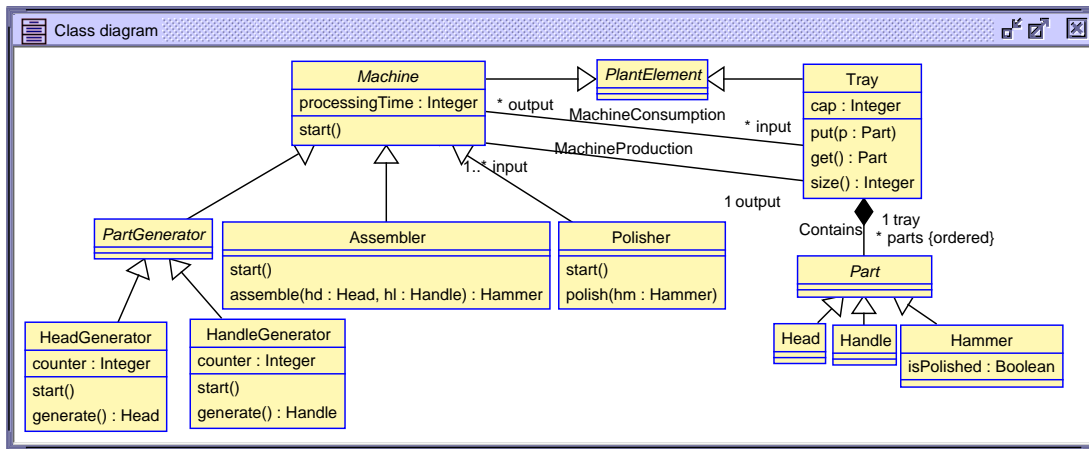 Class diagram
Machine
processingTime : Integer
start()
PlantElement
Tray
cap : Integer
put(p : Part)
get() : Part
size() : Integer
* output
MachineConsumption
* input
MachineProduction
1..* input
1 output
1 tray
Contains
* parts {ordered}
PartGenerator
Assembler
start()
assemble(hd : Head, hl : Handle) : Hammer
Polisher
start()
polish(hm : Hammer)
Part
HeadGenerator
counter : Integer
start()
generate() : Head
HandleGenerator
counter : Integer
start()
generate() : Handle
Head
Handle
Hammer
isPolished : Boolean